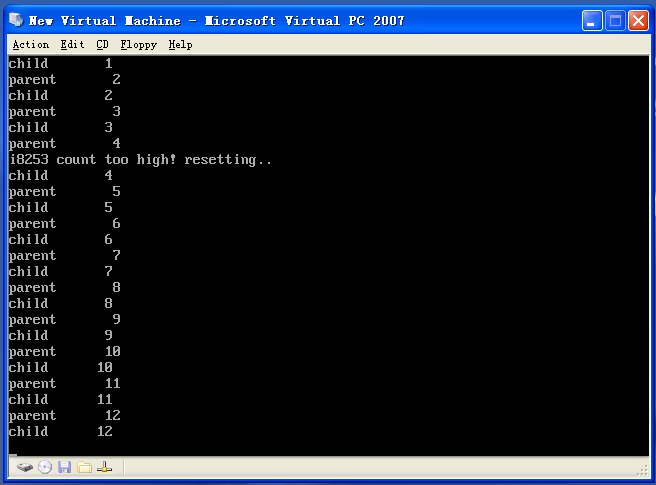 New Virtual Machine - Microsoft Virtual PC 2007
Action Edit CD Floppy Help
child 1
parent 2
child 2
parent 3
child 3
parent 4
i8253 count too high! resetting..
child 4
parent 5
child 5
parent 6
child 6
parent 7
child 7
parent 8
child 8
parent 9
child 9
parent 10
child 10
parent 11
child 11
parent 12
child 12